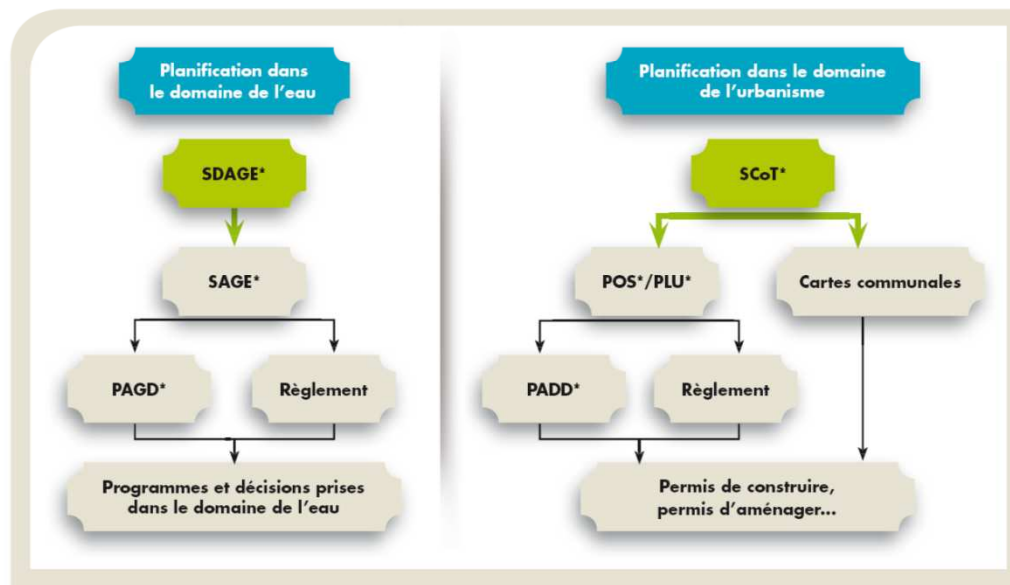 Planification dans
le domaine de l’eau
SDAGE*
SAGE*
PAGD*
Règlement
Programmes et décisions prises
dans le domaine de l’eau
Planification dans le domaine
de l’urbanisme
SCoT*
POS*/PLU*
Cartes communales
PADD*
Règlement
Permis de construire,
permis d’aménager...